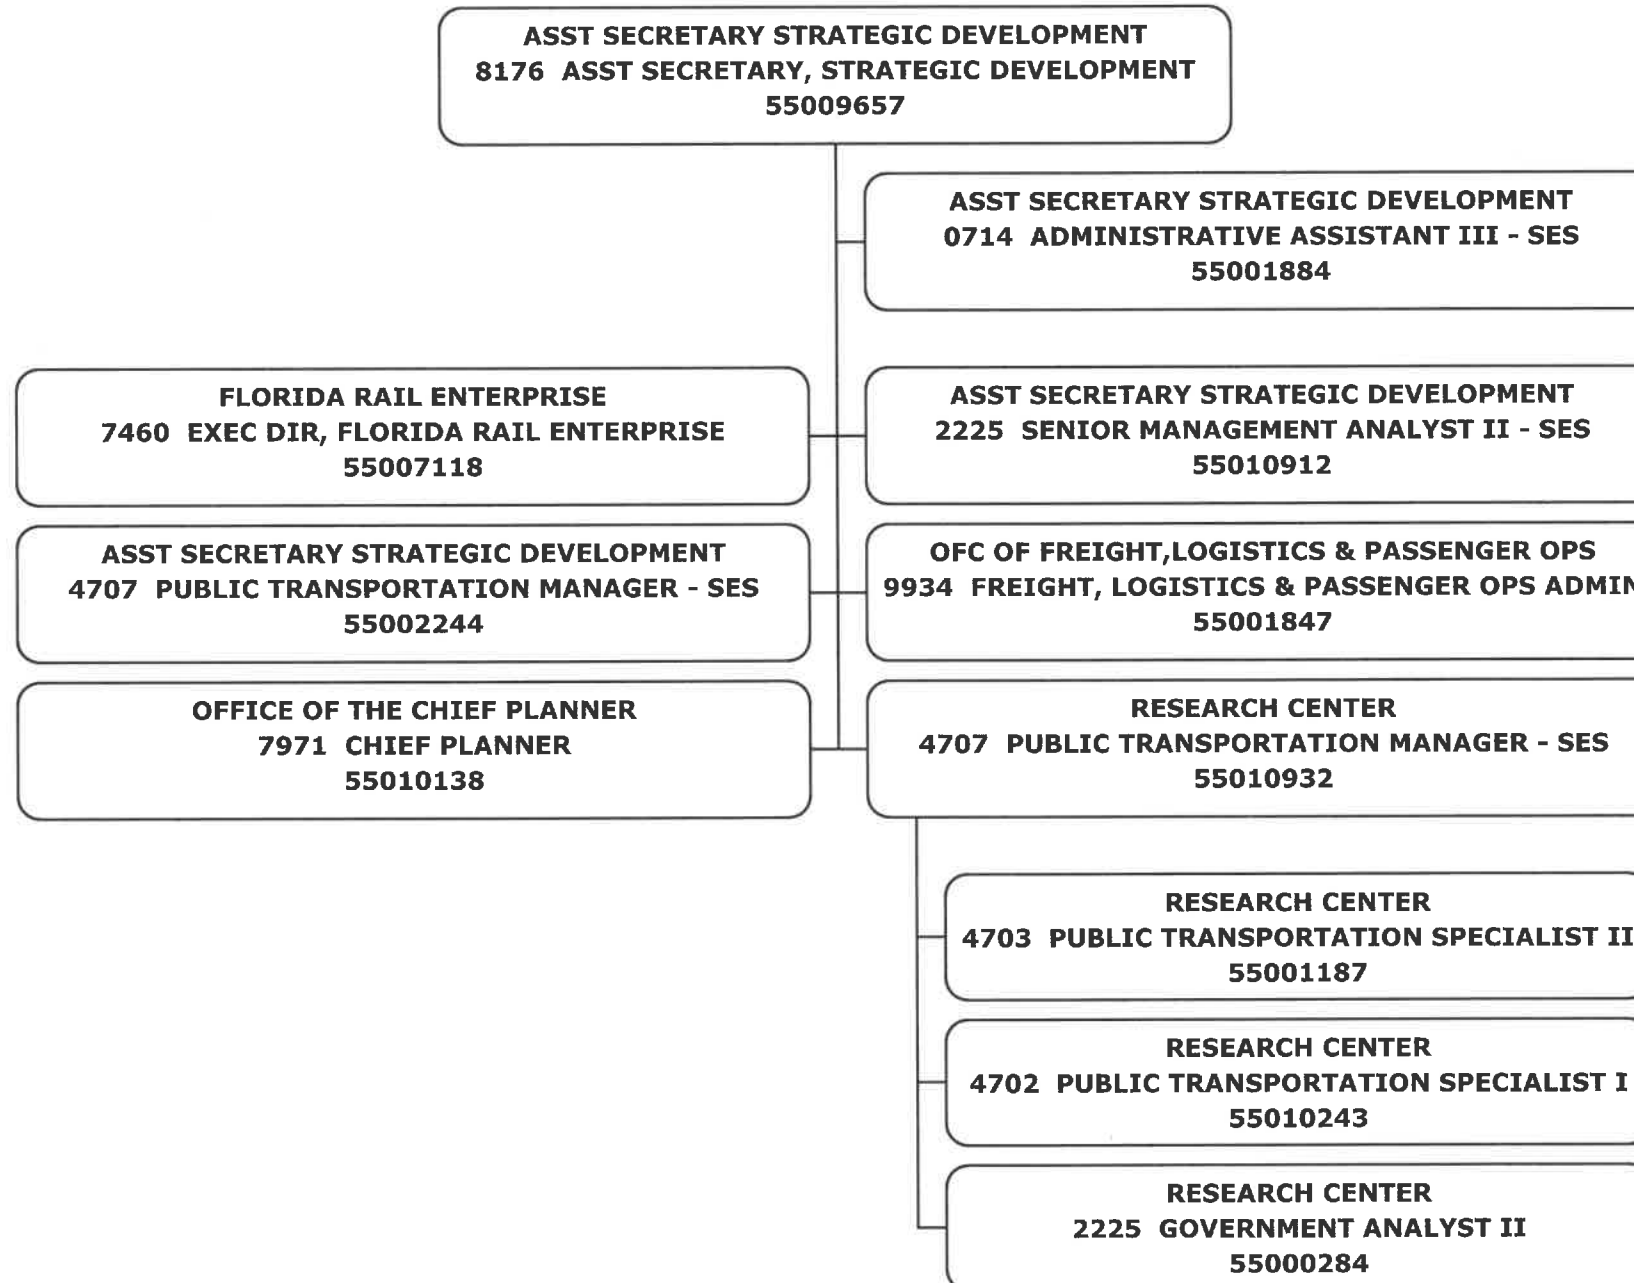 ASST SECRETARY STRATEGIC DEVELOPMENT
8176 ASST SECRETARY, STRATEGIC DEVELOPMENT
55009657
ASST SECRETARY STRATEGIC DEVELOPMENT
0714 ADMINISTRATIVE ASSISTANT III - SES
55001884
FLORIDA RAIL ENTERPRISE
7460 EXEC DIR, FLORIDA RAIL ENTERPRISE
55007118
ASST SECRETARY STRATEGIC DEVELOPMENT
2225 SENIOR MANAGEMENT ANALYST II - SES
55010912
ASST SECRETARY STRATEGIC DEVELOPMENT
4707 PUBLIC TRANSPORTATION MANAGER - SES
55002244
OFC OF FREIGHT,LOGISTICS & PASSENGER OPS
9934 FREIGHT, LOGISTICS & PASSENGER OPS ADMIN
55001847
OFFICE OF THE CHIEF PLANNER
7971 CHIEF PLANNER
55010138
RESEARCH CENTER
4707 PUBLIC TRANSPORTATION MANAGER - SES
55010932
RESEARCH CENTER
4703 PUBLIC TRANSPORTATION SPECIALIST II
55001187
RESEARCH CENTER
4702 PUBLIC TRANSPORTATION SPECIALIST I
55010243
RESEARCH CENTER
2225 GOVERNMENT ANALYST II
55000284